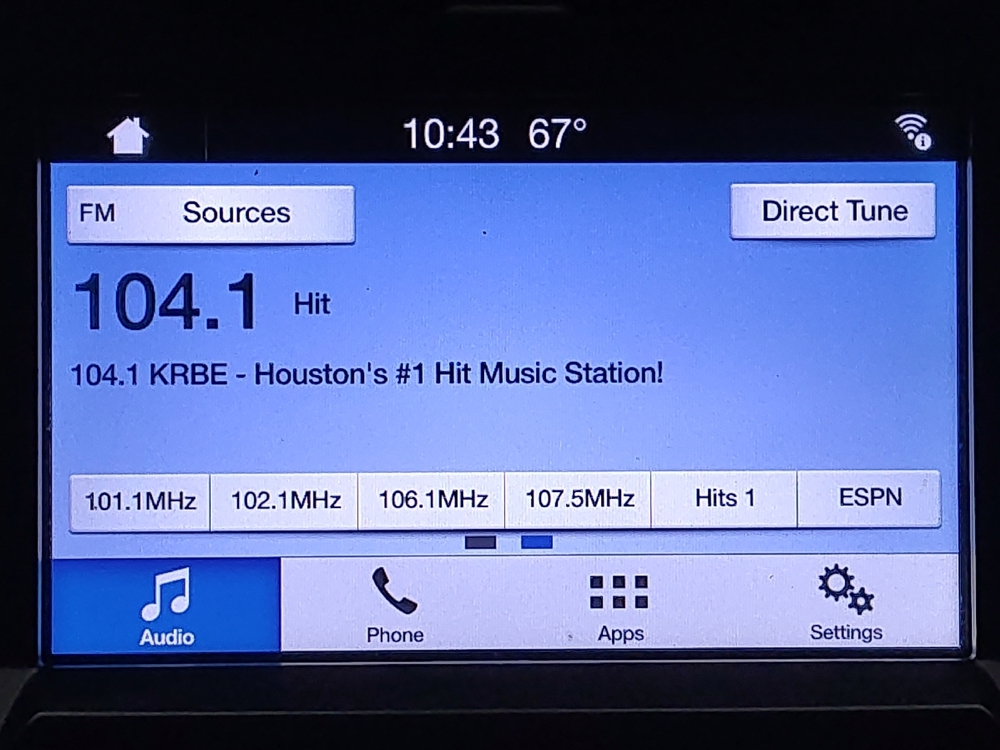 10:43 67°
FM Sources Direct Tune
104.1 Hit
104.1 KRBE - Houston's #1 Hit Music Station!
101.1MHz 102.1MHz 106.1MHz 107.5MHz Hits 1 ESPN
Audio Phone Apps Settings